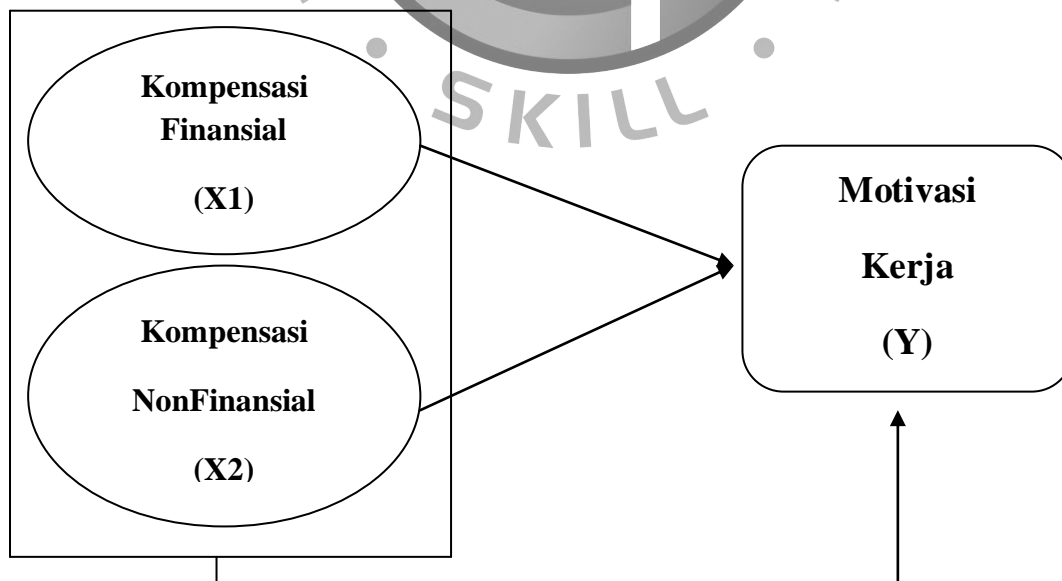 SKILL
Kompensasi
Finansial
(X1)
Kompensasi
NonFinansial
(X2)
Motivasi
Kerja
(Y)